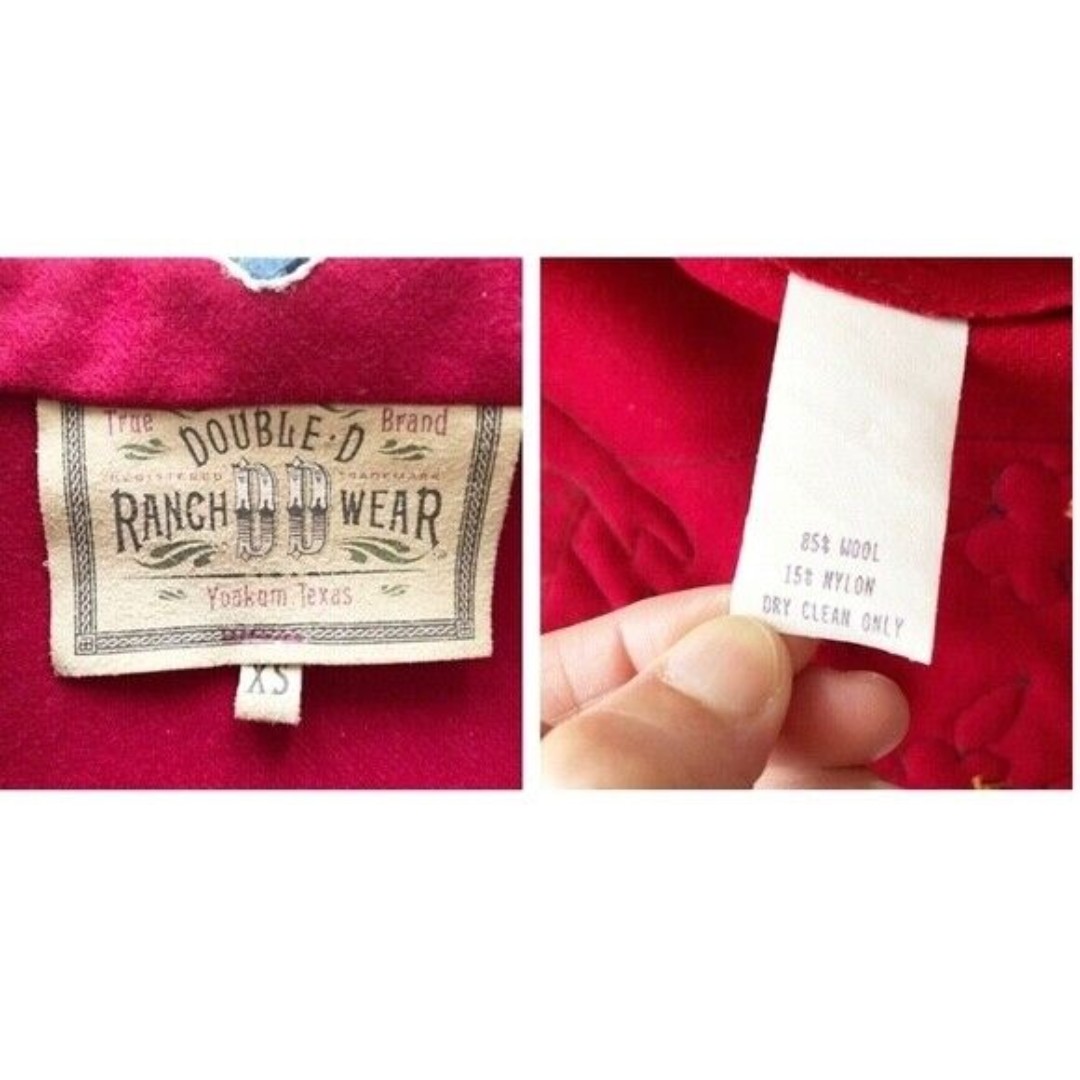 True Brand
DOUBLE·D
REGISTERED TRADEMARK
RANCH DD WEAR
Yoakum, Texas
XS
85% WOOL
15% NYLON
DRY CLEAN ONLY